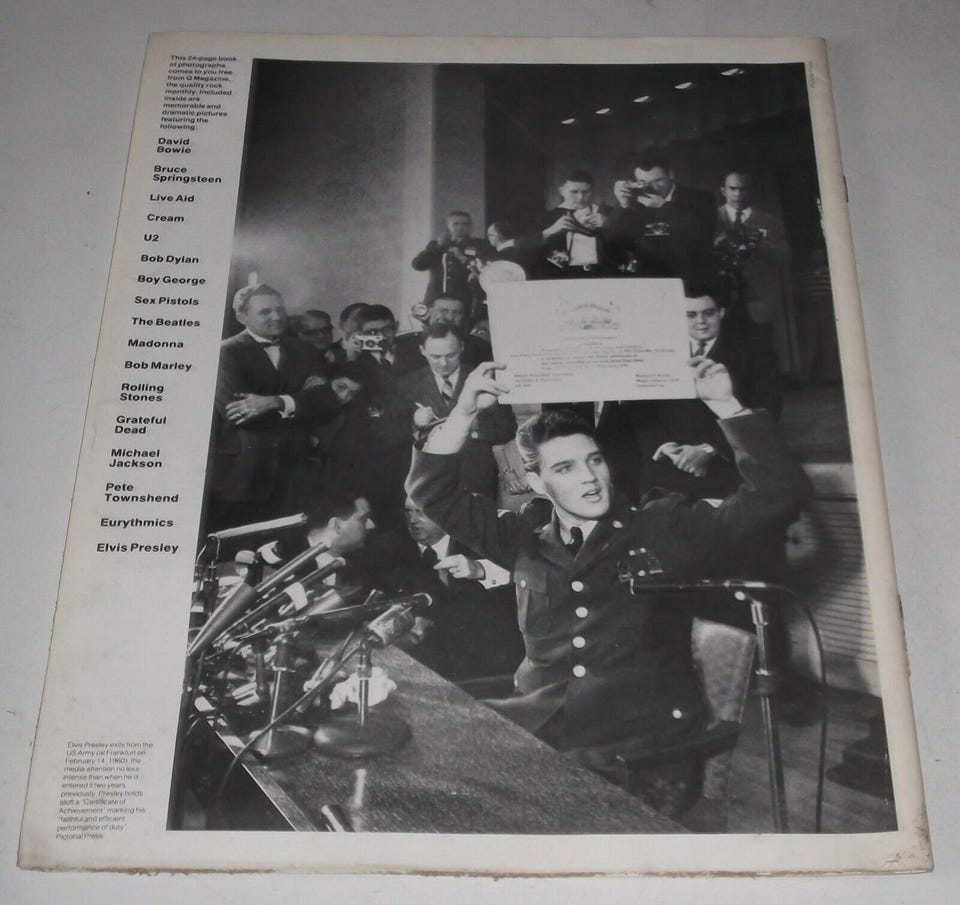 This 24-page book
of photographs
comes to you free
from Q Magazine,
the quality rock
monthly. Included
inside are
memorable and
dramatic pictures
featuring the
following:
David
Bowie
Bruce
Springsteen
Live Aid
Cream
U2
Bob Dylan
Boy George
Sex Pistols
The Beatles
Madonna
Bob Marley
Rolling
Stones
Grateful
Dead
Michael
Jackson
Pete
Townshend
Eurythmics
Elvis Presley
Elvis Presley exits from the
US Army (at Frankfurt on
February 14, 1960): the
media attention no less
intense than when he'd
entered it two years
previously. Presley holds
aloft a "Certificate of
Achievement" marking his
"faithful and efficient
performance of duty".
Pictorial Press